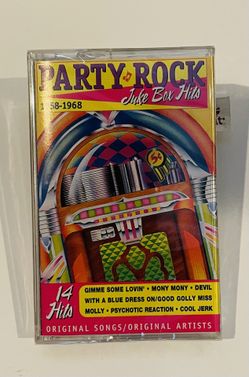 PARTY ROCK
Juke Box Hits
1958-1968
14 Hits
GIMME SOME LOVIN' • MONY MONY • DEVIL
WITH A BLUE DRESS ON/GOOD GOLLY MISS
MOLLY • PSYCHOTIC REACTION • COOL JERK
ORIGINAL SONGS/ORIGINAL ARTISTS